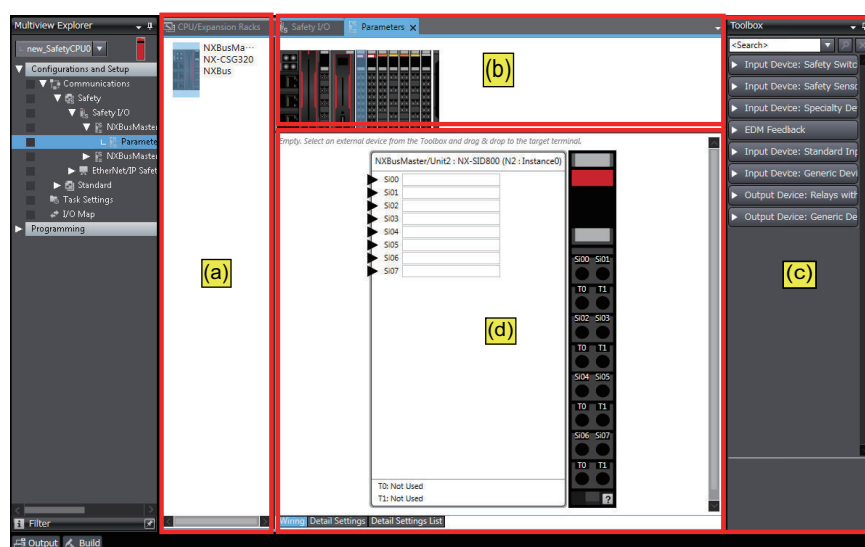 Multiview Explorer
new_SafetyCPU0
Configurations and Setup
Communications
Safety
Safety I/O
NXBusMaste
Paramete
NXBusMaste
EtherNet/IP Safet
Standard
Task Settings
I/O Map
Programming
Filter
Output
Build
CPU/Expansion Racks
NXBusMa…
NX-CSG320
NXBus
(a)
Safety I/O
Parameters
(b)
Empty. Select an external device from the Toolbox and drag & drop to the target terminal.
NXBusMaster/Unit2 : NX-SID800 (N2 : Instance0)
Si00
Si01
Si02
Si03
Si04
Si05
Si06
Si07
(d)
T0: Not Used
T1: Not Used
Si00 Si01
T0 T1
Si02 Si03
T0 T1
Si04 Si05
T0 T1
Si06 Si07
T0 T1
?
Wiring Detail Settings Detail Settings List
Toolbox
<Search>
Input Device: Safety Switc
Input Device: Safety Senso
Input Device: Specialty De
EDM Feedback
Input Device: Standard Inp
Input Device: Generic Devi
Output Device: Relays with
Output Device: Generic De
(c)